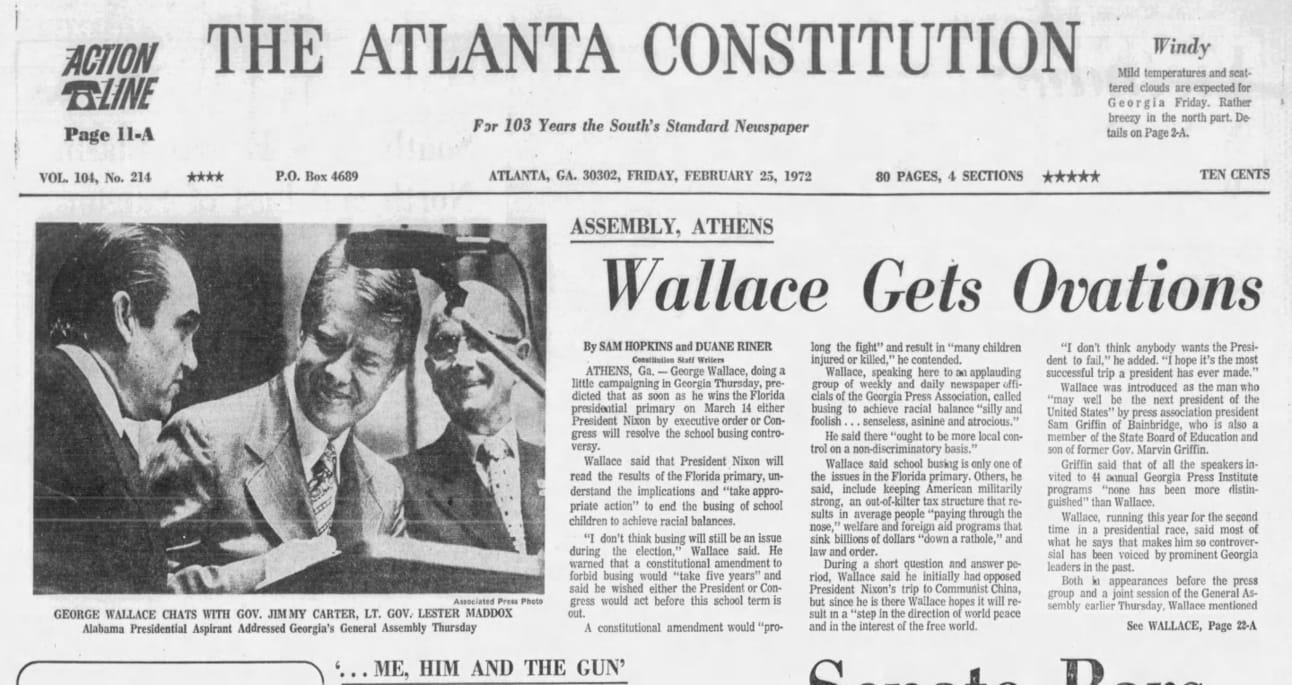 ACTION
LINE
Page 11-A
THE ATLANTA CONSTITUTION
For 103 Years the South's Standard Newspaper
Windy
Mild temperatures and scat-
tered clouds are expected for
Georgia Friday. Rather
breezy in the north part. De-
tails on Page 2-A.
VOL. 104, No. 214 ★★★★ P.O. Box 4689 ATLANTA, GA. 30302, FRIDAY, FEBRUARY 25, 1972 80 PAGES, 4 SECTIONS ★★★★★ TEN CENTS
Associated Press Photo
GEORGE WALLACE CHATS WITH GOV. JIMMY CARTER, LT. GOV. LESTER MADDOX
Alabama Presidential Aspirant Addressed Georgia's General Assembly Thursday
ASSEMBLY, ATHENS
Wallace Gets Ovations
By SAM HOPKINS and DUANE RINER
Constitution Staff Writers
ATHENS, Ga. — George Wallace, doing a
little campaigning in Georgia Thursday, pre-
dicted that as soon as he wins the Florida
presidential primary on March 14 either
President Nixon by executive order or Con-
gress will resolve the school busing contro-
versy.
Wallace said that President Nixon will
read the results of the Florida primary, un-
derstand the implications and "take appro-
priate action" to end the busing of school
children to achieve racial balances.
"I don't think busing will still be an issue
during the election," Wallace said. He
warned that a constitutional amendment to
forbid busing would "take five years" and
said he wished either the President or Con-
gress would act before this school term is
out.
A constitutional amendment would "pro-
long the fight" and result in "many children
injured or killed," he contended.
Wallace, speaking here to an applauding
group of weekly and daily newspaper offi-
cials of the Georgia Press Association, called
busing to achieve racial balance "silly and
foolish . . . senseless, asinine and atrocious."
He said there "ought to be more local con-
trol on a non-discriminatory basis."
Wallace said school busing is only one of
the issues in the Florida primary. Others, he
said, include keeping American militarily
strong, an out-of-kilter tax structure that re-
sults in average people "paying through the
nose," welfare and foreign aid programs that
sink billions of dollars "down a rathole," and
law and order.
During a short question and answer pe-
riod, Wallace said he initially had opposed
President Nixon's trip to Communist China,
but since he is there Wallace hopes it will re-
sult in a "step in the direction of world peace
and in the interest of the free world.
"I don't think anybody wants the Presi-
dent to fail," he added. "I hope it's the most
successful trip a president has ever made."
Wallace was introduced as the man who
"may well be the next president of the
United States" by press association president
Sam Griffin of Bainbridge, who is also a
member of the State Board of Education and
son of former Gov. Marvin Griffin.
Griffin said that of all the speakers in-
vited to 44 annual Georgia Press Institute
programs "none has been more distin-
guished" than Wallace.
Wallace, running this year for the second
time in a presidential race, said most of
what he says that makes him so controver-
sial has been voiced by prominent Georgia
leaders in the past.
Both in appearances before the press
group and a joint session of the General As-
sembly earlier Thursday, Wallace mentioned
See WALLACE, Page 22-A
'. . . ME, HIM AND THE GUN'
Senate Bars